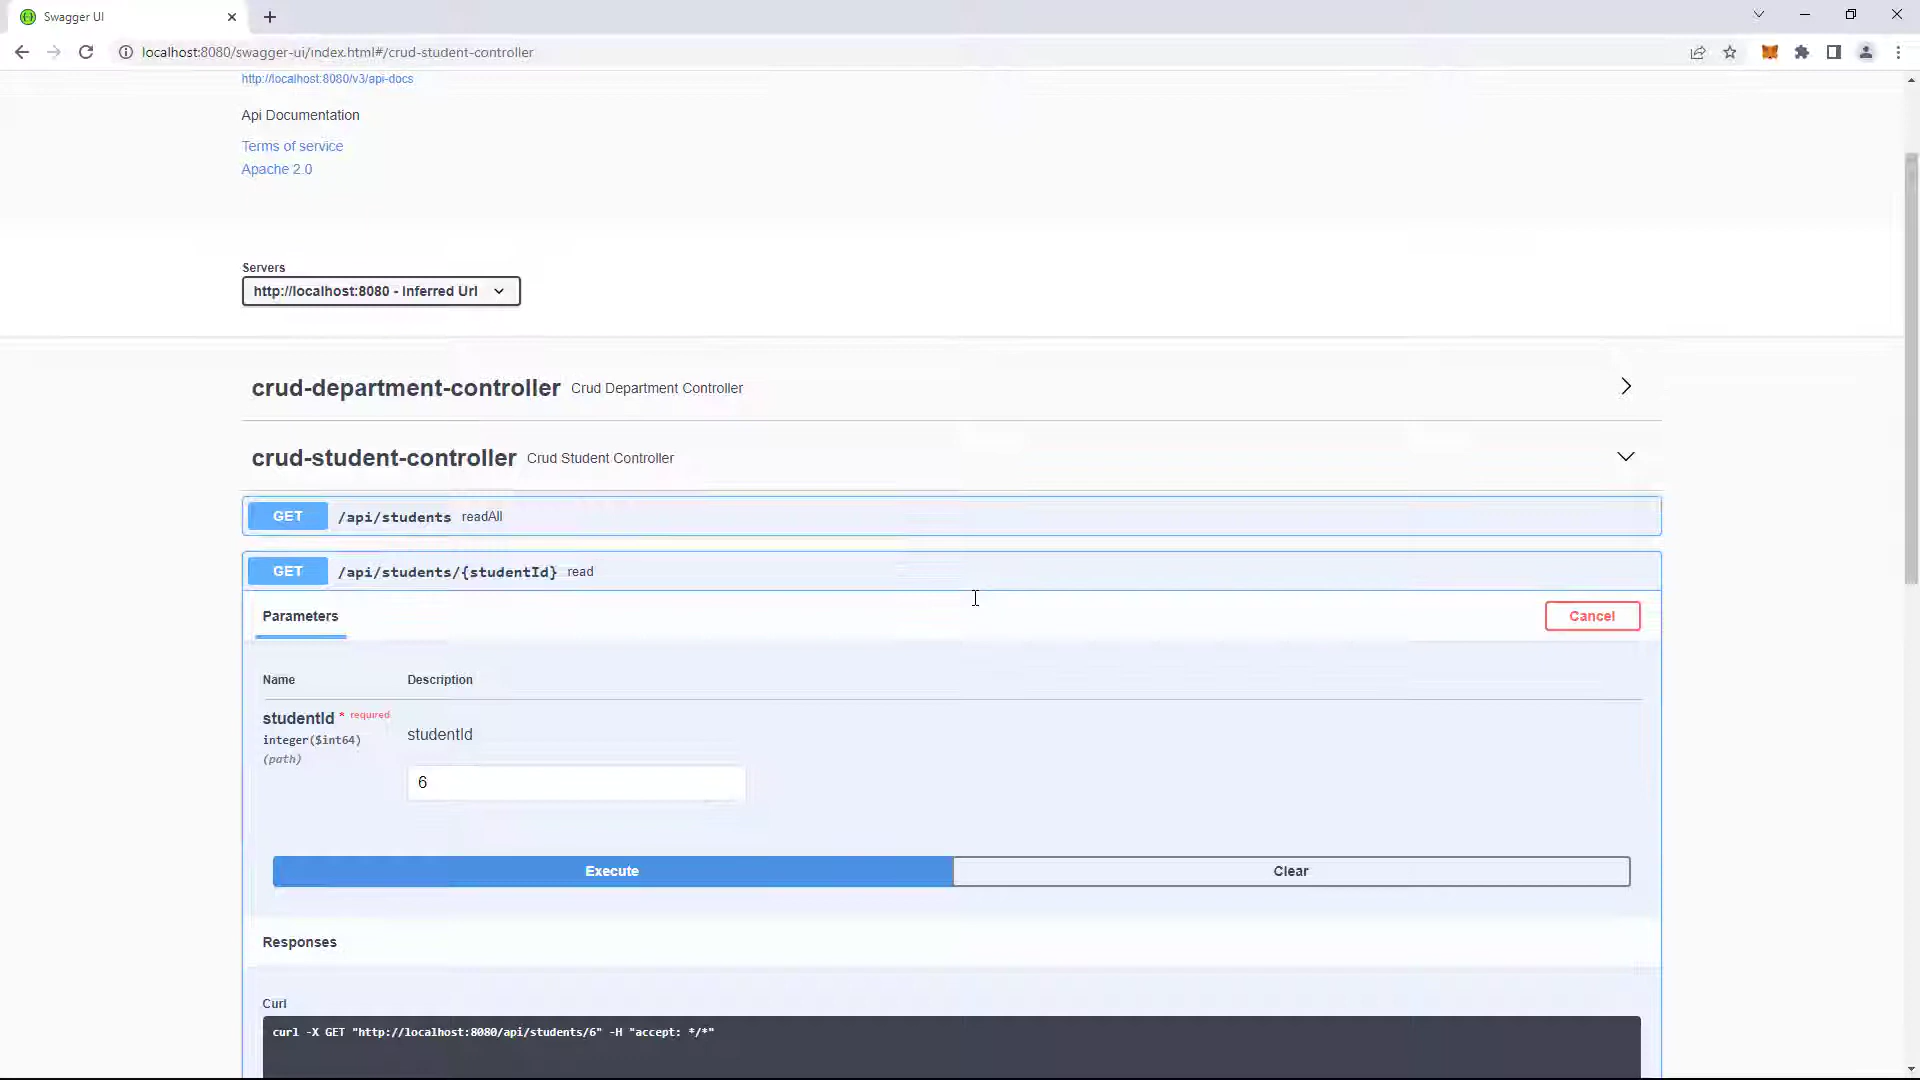 Swagger UI
localhost:8080/swagger-ui/index.html#/crud-student-controller
http://localhost:8080/v3/api-docs
Api Documentation
Terms of service
Apache 2.0
Servers
http://localhost:8080 - Inferred Url
crud-department-controller Crud Department Controller
crud-student-controller Crud Student Controller
GET /api/students readAll
GET /api/students/{studentId} read
Parameters Cancel
Name Description
studentId * required studentId
integer($int64)
(path)
6
Execute Clear
Responses
Curl
curl -X GET "http://localhost:8080/api/students/6" -H "accept: */*"